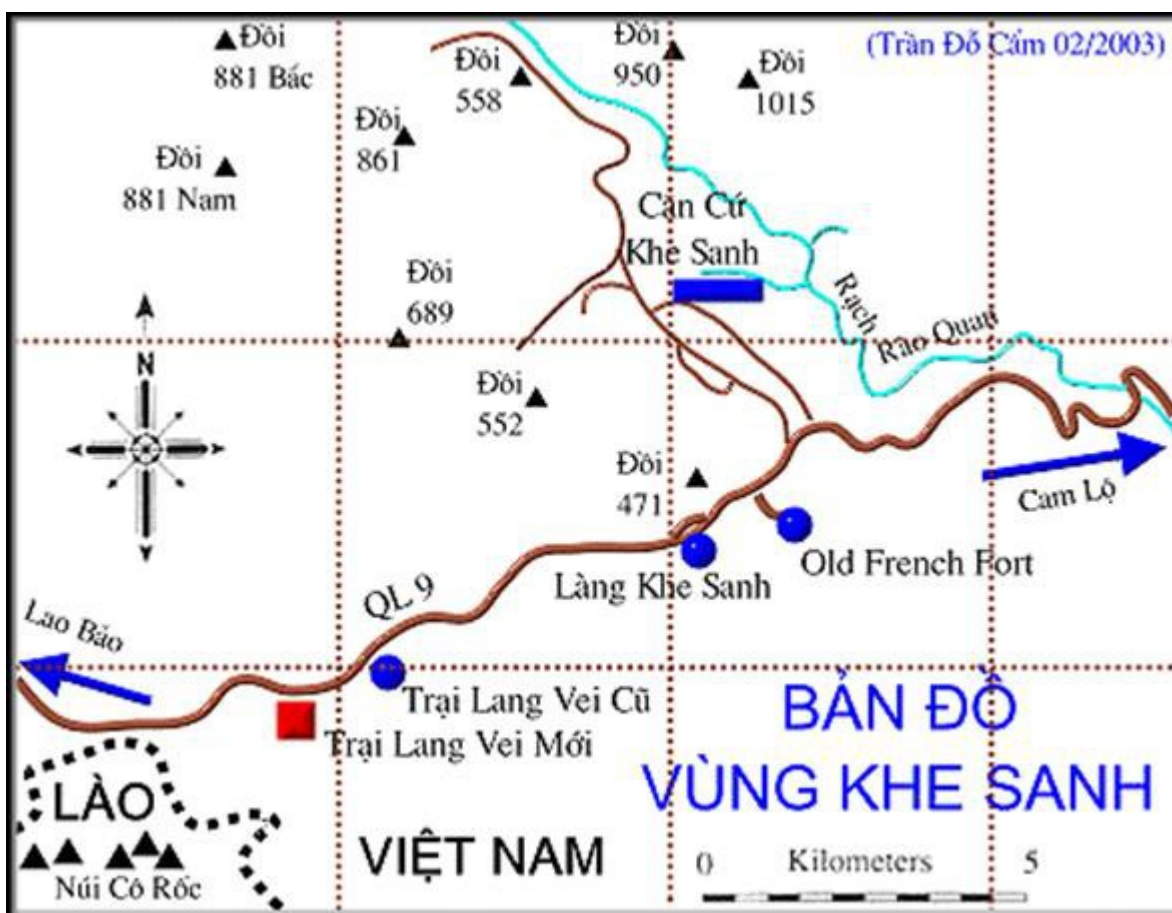 Đồi
881 Bắc
Đồi
558
Đồi
950
Đồi
1015
(Trần Đỗ Cẩm 02/2003)
Đồi
861
Đồi
881 Nam
Căn Cứ
Khe Sanh
Đồi
689
Rạch
Rào Quan
N
Đồi
552
Đồi
471
Cam Lộ
Old French Fort
Làng Khe Sanh
QL 9
Lao Bảo
Trại Lang Vei Cũ
Trại Lang Vei Mới
BẢN ĐỒ
VÙNG KHE SANH
LÀO
VIỆT NAM
Núi Cô Rốc
0 Kilometers 5